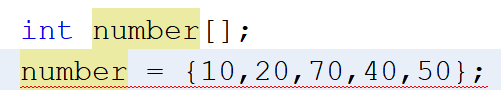 int number[];
number = {10,20,70,40,50};